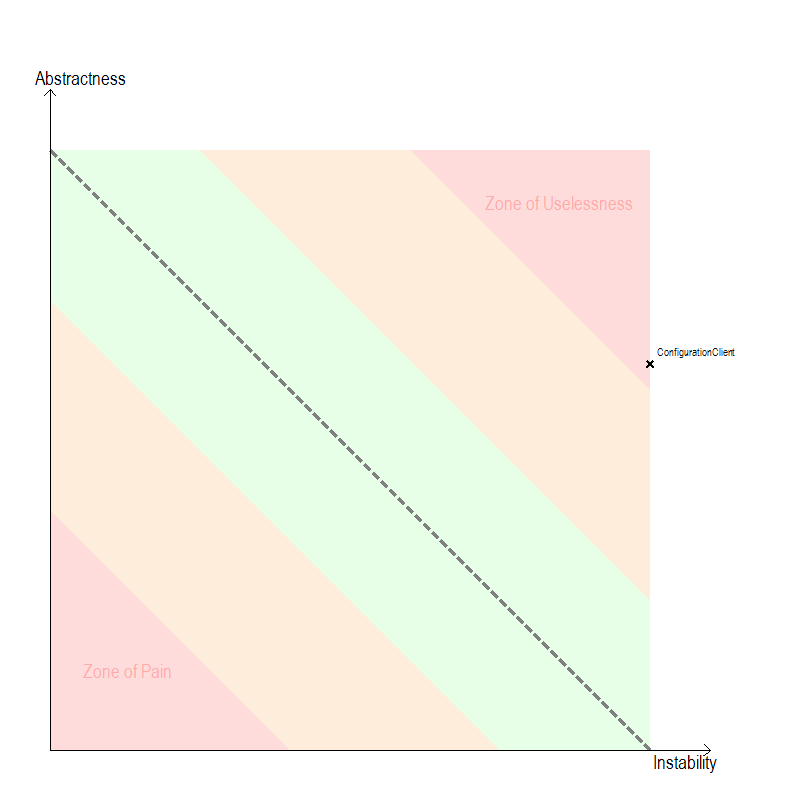 Abstractness
Zone of Uselessness
ConfigurationClient
Zone of Pain
Instability